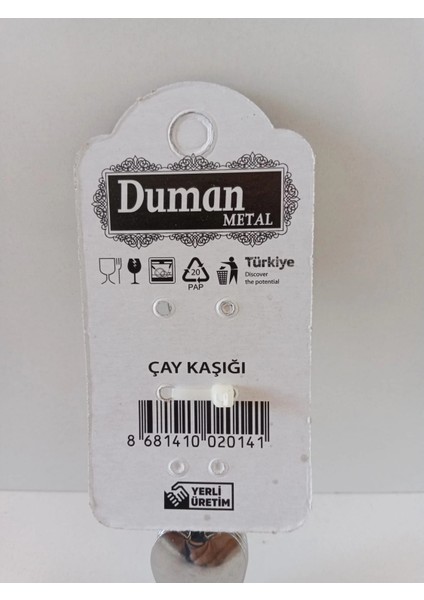 Duman
METAL
20
PAP
Türkiye
Discover
the potential
ÇAY KAŞIĞI
8 681410 020141
YERLİ
ÜRETİM